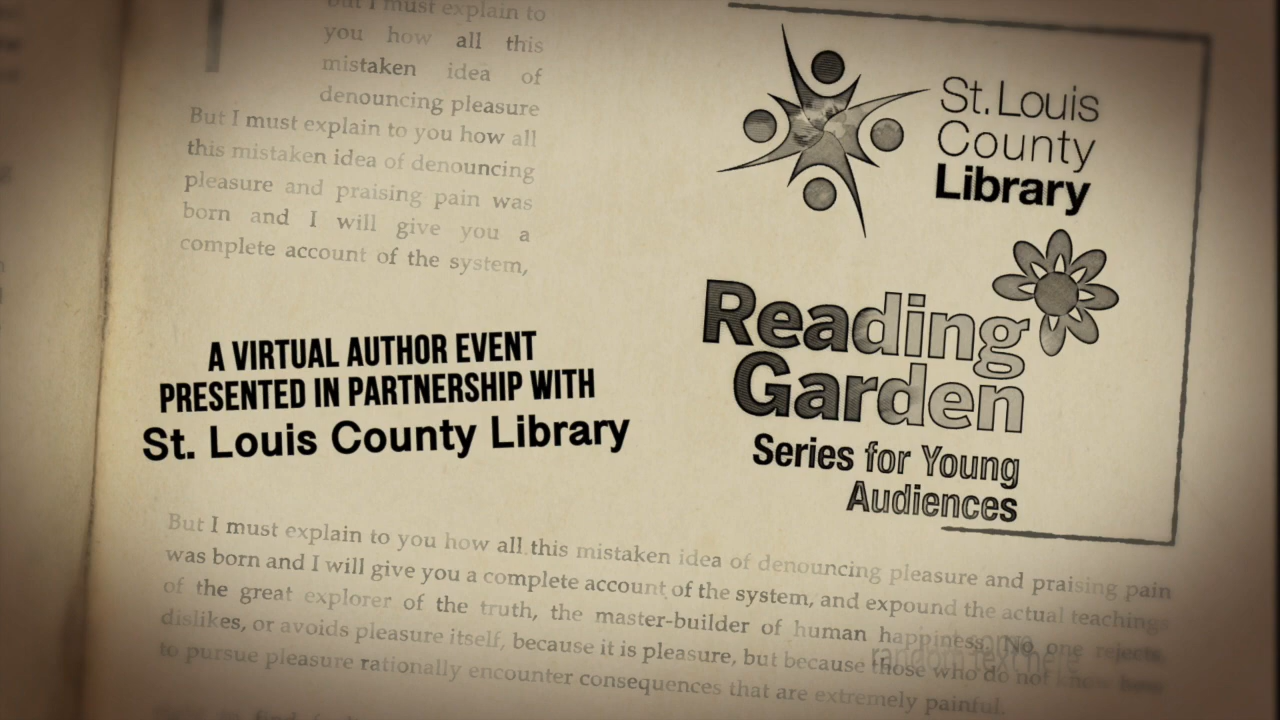 But I must explain to
you how all this
mistaken idea of
denouncing pleasure
But I must explain to you how all
this mistaken idea of denouncing
pleasure and praising pain was
born and I will give you a
complete account of the system,
A VIRTUAL AUTHOR EVENT
PRESENTED IN PARTNERSHIP WITH
St. Louis County Library
St. Louis
County
Library
Reading
Garden
Series for Young
Audiences
But I must explain to you how all this mistaken idea of denouncing pleasure and praising pain
was born and I will give you a complete account of the system, and expound the actual teachings
of the great explorer of the truth, the master-builder of human happiness. No one rejects,
dislikes, or avoids pleasure itself, because it is pleasure, but because those who do not know how
to pursue pleasure rationally encounter consequences that are extremely painful.
random text here